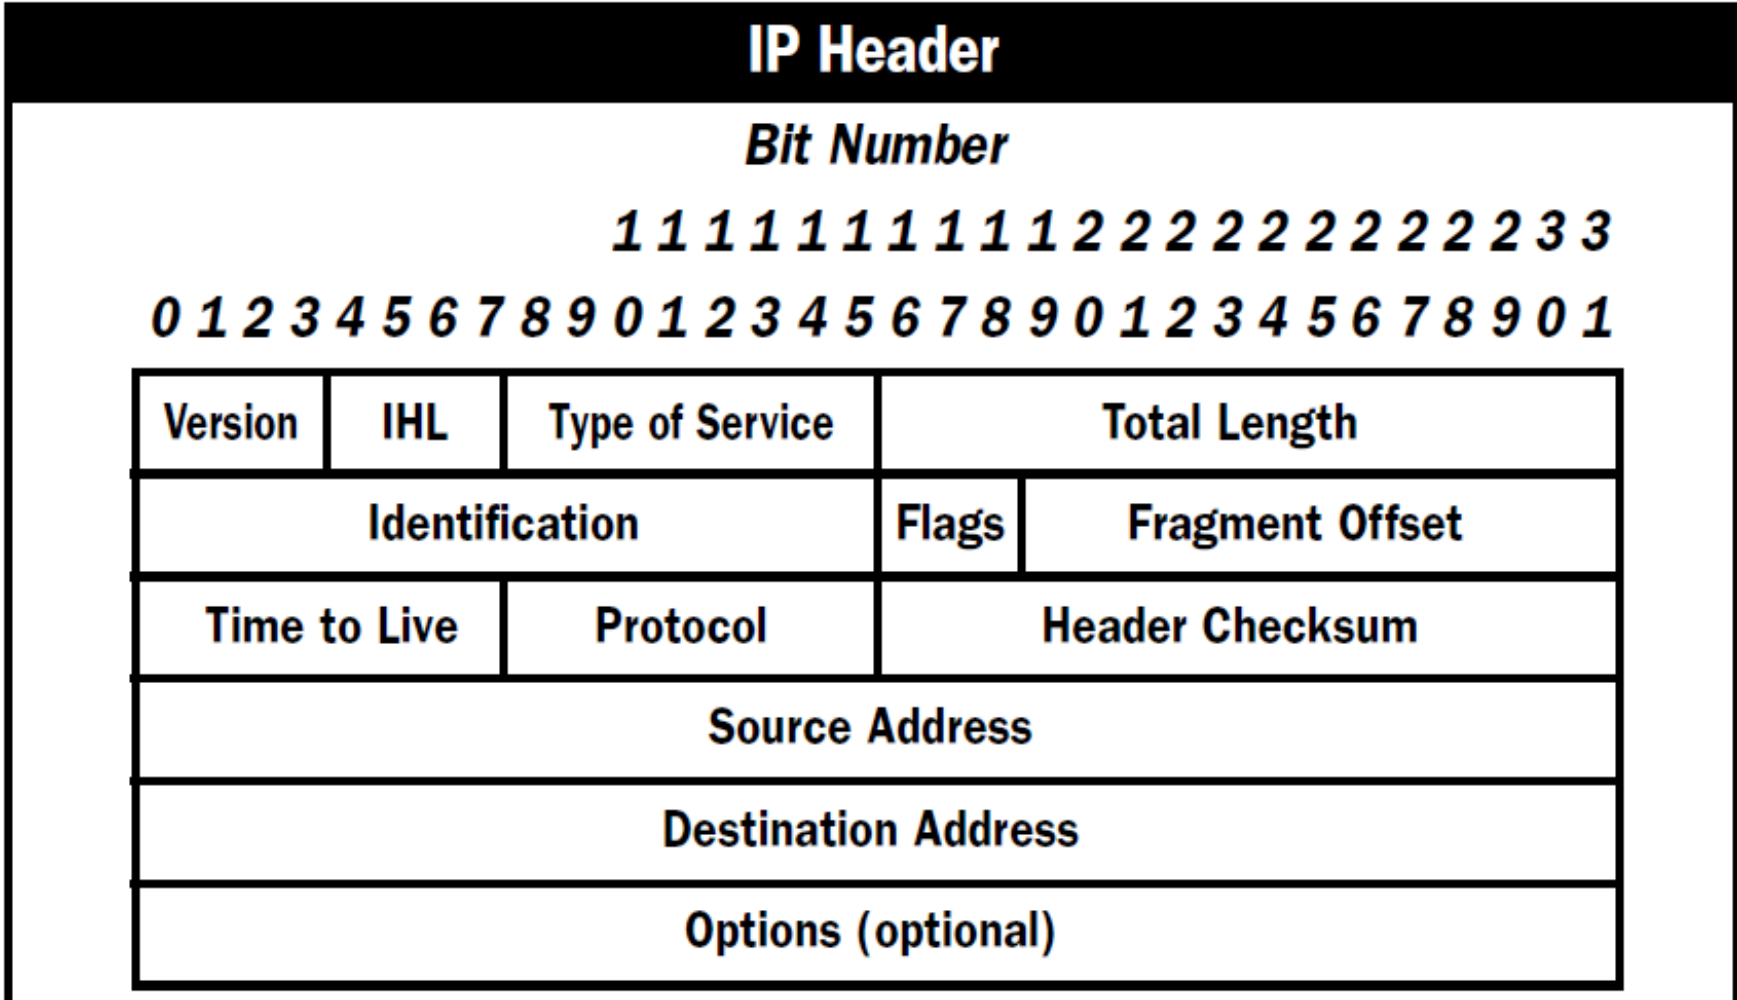 IP Header
Bit Number
1 1 1 1 1 1 1 1 1 1 2 2 2 2 2 2 2 2 2 2 3 3
0 1 2 3 4 5 6 7 8 9 0 1 2 3 4 5 6 7 8 9 0 1 2 3 4 5 6 7 8 9 0 1
Version IHL Type of Service Total Length
Identification Flags Fragment Offset
Time to Live Protocol Header Checksum
Source Address
Destination Address
Options (optional)